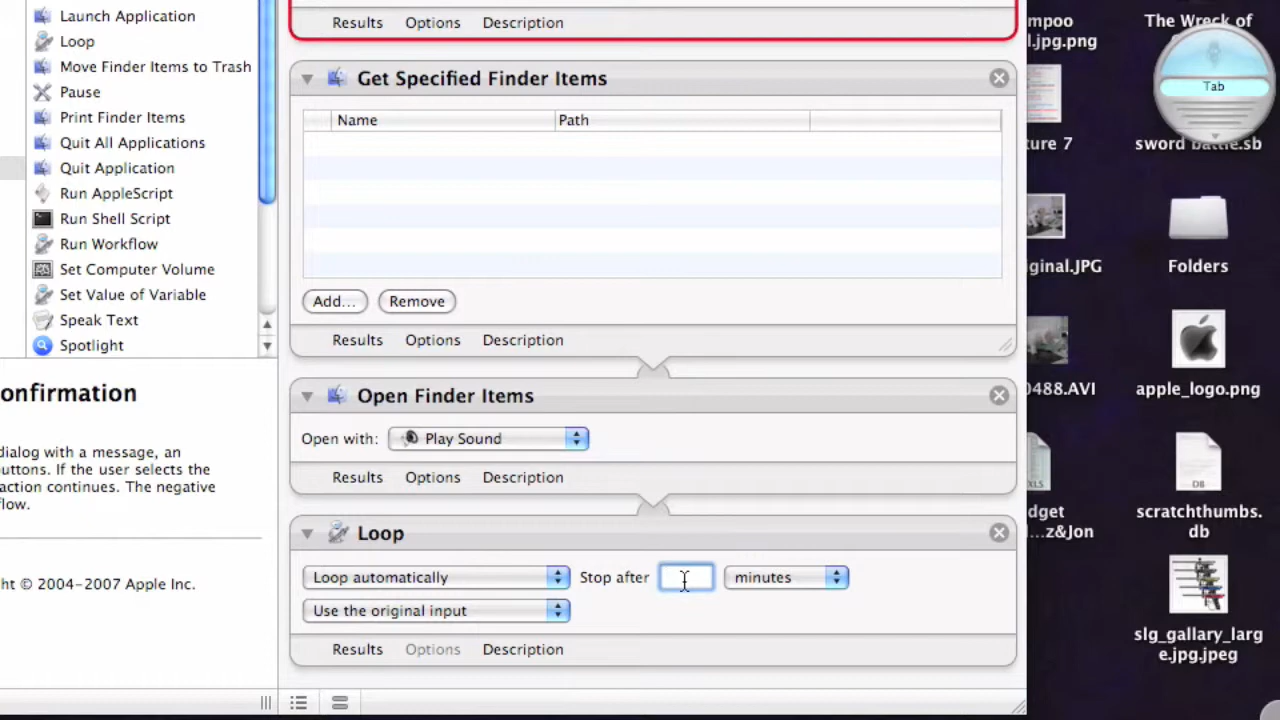 Launch Application
Loop
Move Finder Items to Trash
Pause
Print Finder Items
Quit All Applications
Quit Application
Run AppleScript
Run Shell Script
Run Workflow
Set Computer Volume
Set Value of Variable
Speak Text
Spotlight
onfirmation
dialog with a message, an
uttons. If the user selects the
action continues. The negative
flow.
ht © 2004-2007 Apple Inc.
Results Options Description
Get Specified Finder Items
Name Path
Add... Remove
Results Options Description
Open Finder Items
Open with: Play Sound
Results Options Description
Loop
Loop automatically Stop after minutes
Use the original input
Results Options Description
mpoo
l.jpg.png
The Wreck of
Tab
ture 7
sword battle.sb
iginal.JPG
Folders
0488.AVI
apple_logo.png
XLS
dget
...z&Jon
DB
scratchthumbs.
db
slg_gallary_larg
e.jpg.jpeg